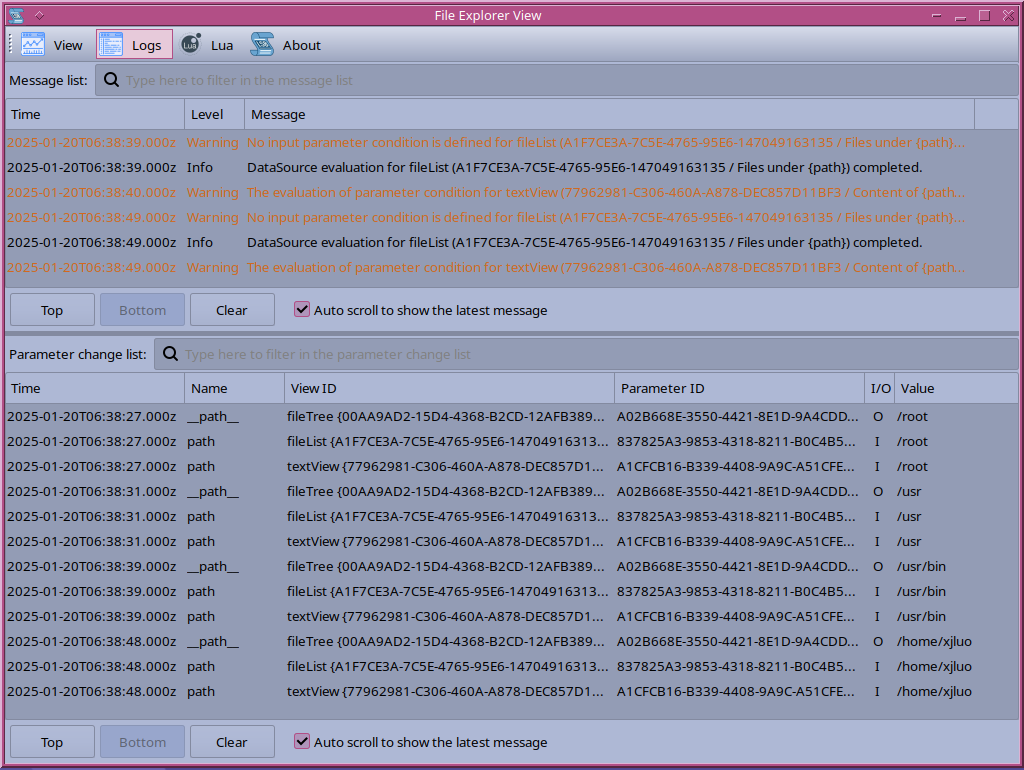 File Explorer View
View Logs Lua About
Message list: Type here to filter in the message list
Time Level Message
2025-01-20T06:38:39.000z Warning No input parameter condition is defined for fileList (A1F7CE3A-7C5E-4765-95E6-147049163135 / Files under {path}...
2025-01-20T06:38:39.000z Info DataSource evaluation for fileList (A1F7CE3A-7C5E-4765-95E6-147049163135 / Files under {path}) completed.
2025-01-20T06:38:40.000z Warning The evaluation of parameter condition for textView (77962981-C306-460A-A878-DEC857D11BF3 / Content of {path...
2025-01-20T06:38:49.000z Warning No input parameter condition is defined for fileList (A1F7CE3A-7C5E-4765-95E6-147049163135 / Files under {path}...
2025-01-20T06:38:49.000z Info DataSource evaluation for fileList (A1F7CE3A-7C5E-4765-95E6-147049163135 / Files under {path}) completed.
2025-01-20T06:38:49.000z Warning The evaluation of parameter condition for textView (77962981-C306-460A-A878-DEC857D11BF3 / Content of {path...
Top Bottom Clear Auto scroll to show the latest message
Parameter change list: Type here to filter in the parameter change list
Time Name View ID Parameter ID I/O Value
2025-01-20T06:38:27.000z __path__ fileTree {00AA9AD2-15D4-4368-B2CD-12AFB389... A02B668E-3550-4421-8E1D-9A4CDD... O /root
2025-01-20T06:38:27.000z path fileList {A1F7CE3A-7C5E-4765-95E6-14704916313... 837825A3-9853-4318-8211-B0C4B5... I /root
2025-01-20T06:38:27.000z path textView {77962981-C306-460A-A878-DEC857D1... A1CFCB16-B339-4408-9A9C-A51CFE... I /root
2025-01-20T06:38:31.000z __path__ fileTree {00AA9AD2-15D4-4368-B2CD-12AFB389... A02B668E-3550-4421-8E1D-9A4CDD... O /usr
2025-01-20T06:38:31.000z path fileList {A1F7CE3A-7C5E-4765-95E6-14704916313... 837825A3-9853-4318-8211-B0C4B5... I /usr
2025-01-20T06:38:31.000z path textView {77962981-C306-460A-A878-DEC857D1... A1CFCB16-B339-4408-9A9C-A51CFE... I /usr
2025-01-20T06:38:39.000z __path__ fileTree {00AA9AD2-15D4-4368-B2CD-12AFB389... A02B668E-3550-4421-8E1D-9A4CDD... O /usr/bin
2025-01-20T06:38:39.000z path fileList {A1F7CE3A-7C5E-4765-95E6-14704916313... 837825A3-9853-4318-8211-B0C4B5... I /usr/bin
2025-01-20T06:38:39.000z path textView {77962981-C306-460A-A878-DEC857D1... A1CFCB16-B339-4408-9A9C-A51CFE... I /usr/bin
2025-01-20T06:38:48.000z __path__ fileTree {00AA9AD2-15D4-4368-B2CD-12AFB389... A02B668E-3550-4421-8E1D-9A4CDD... O /home/xjluo
2025-01-20T06:38:48.000z path fileList {A1F7CE3A-7C5E-4765-95E6-14704916313... 837825A3-9853-4318-8211-B0C4B5... I /home/xjluo
2025-01-20T06:38:48.000z path textView {77962981-C306-460A-A878-DEC857D1... A1CFCB16-B339-4408-9A9C-A51CFE... I /home/xjluo
Top Bottom Clear Auto scroll to show the latest message